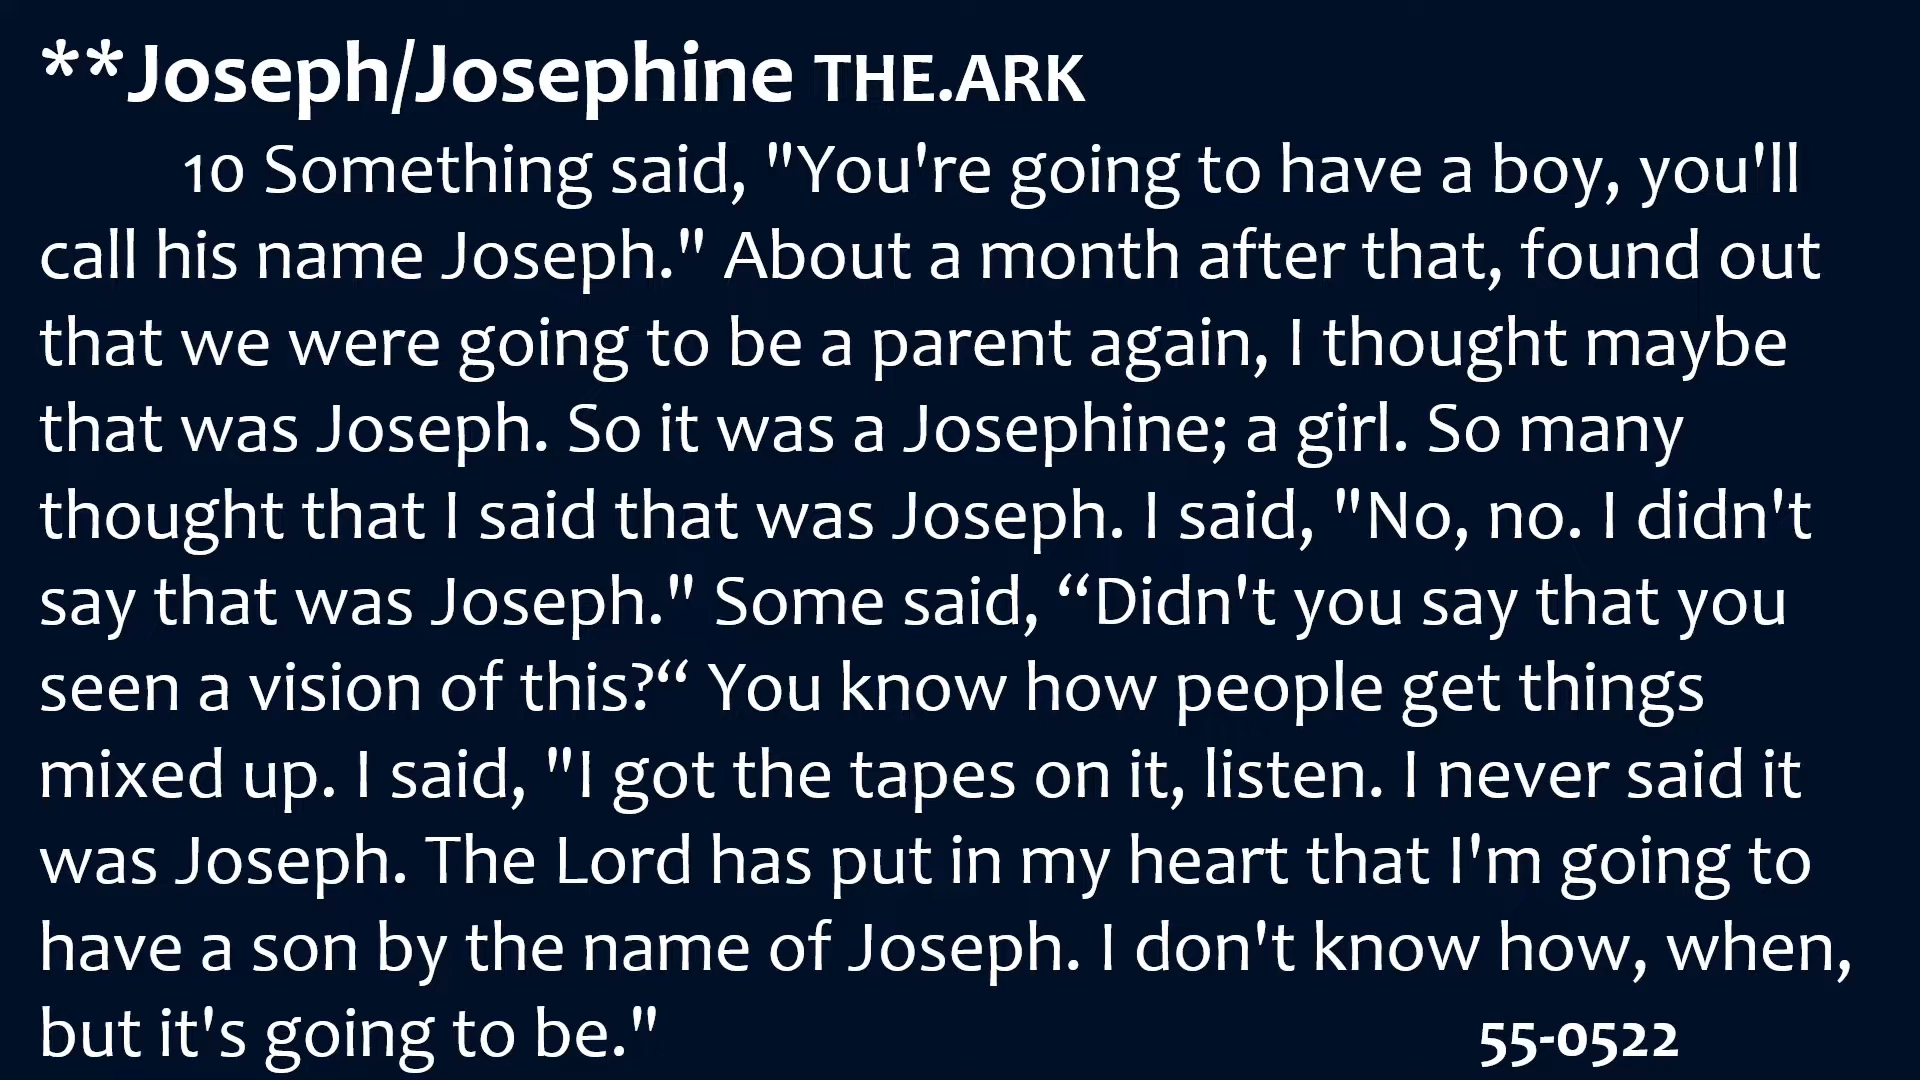 **Joseph/Josephine THE.ARK
10 Something said, "You're going to have a boy, you'll
call his name Joseph." About a month after that, found out
that we were going to be a parent again, I thought maybe
that was Joseph. So it was a Josephine; a girl. So many
thought that I said that was Joseph. I said, "No, no. I didn't
say that was Joseph." Some said, “Didn't you say that you
seen a vision of this?“ You know how people get things
mixed up. I said, "I got the tapes on it, listen. I never said it
was Joseph. The Lord has put in my heart that I'm going to
have a son by the name of Joseph. I don't know how, when,
but it's going to be." 55-0522